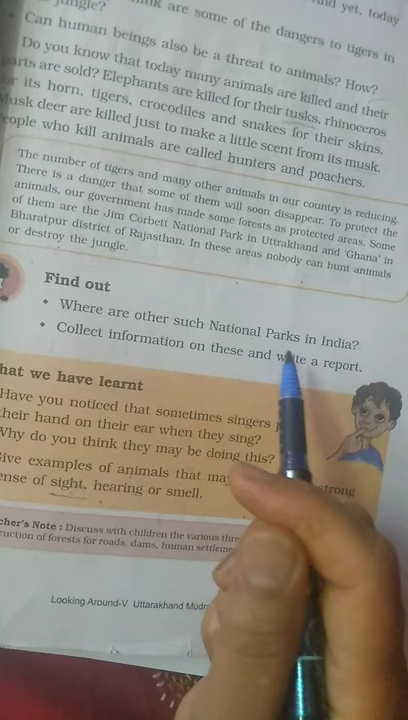 jungle?
think are some of the dangers to tigers in
And yet, today
• Can human beings also be a threat to animals? How?
Do you know that today many animals are killed and their
parts are sold? Elephants are killed for their tusks, rhinoceros
for its horn, tigers, crocodiles and snakes for their skins.
Musk deer are killed just to make a little scent from its musk.
People who kill animals are called hunters and poachers.
The number of tigers and many other animals in our country is reducing.
There is a danger that some of them will soon disappear. To protect the
animals, our government has made some forests as protected areas. Some
of them are the Jim Corbett National Park in Uttrakhand and 'Ghana' in
Bharatpur district of Rajasthan. In these areas nobody can hunt animals
or destroy the jungle.
Find out
• Where are other such National Parks in India?
• Collect information on these and write a report.
hat we have learnt
Have you noticed that sometimes singers
their hand on their ear when they sing?
Why do you think they may be doing this?
Give examples of animals that may strong
ense of sight, hearing or smell.
cher's Note : Discuss with children the various
ruction of forests for roads, dams, human
Looking Around-V Uttarakhand